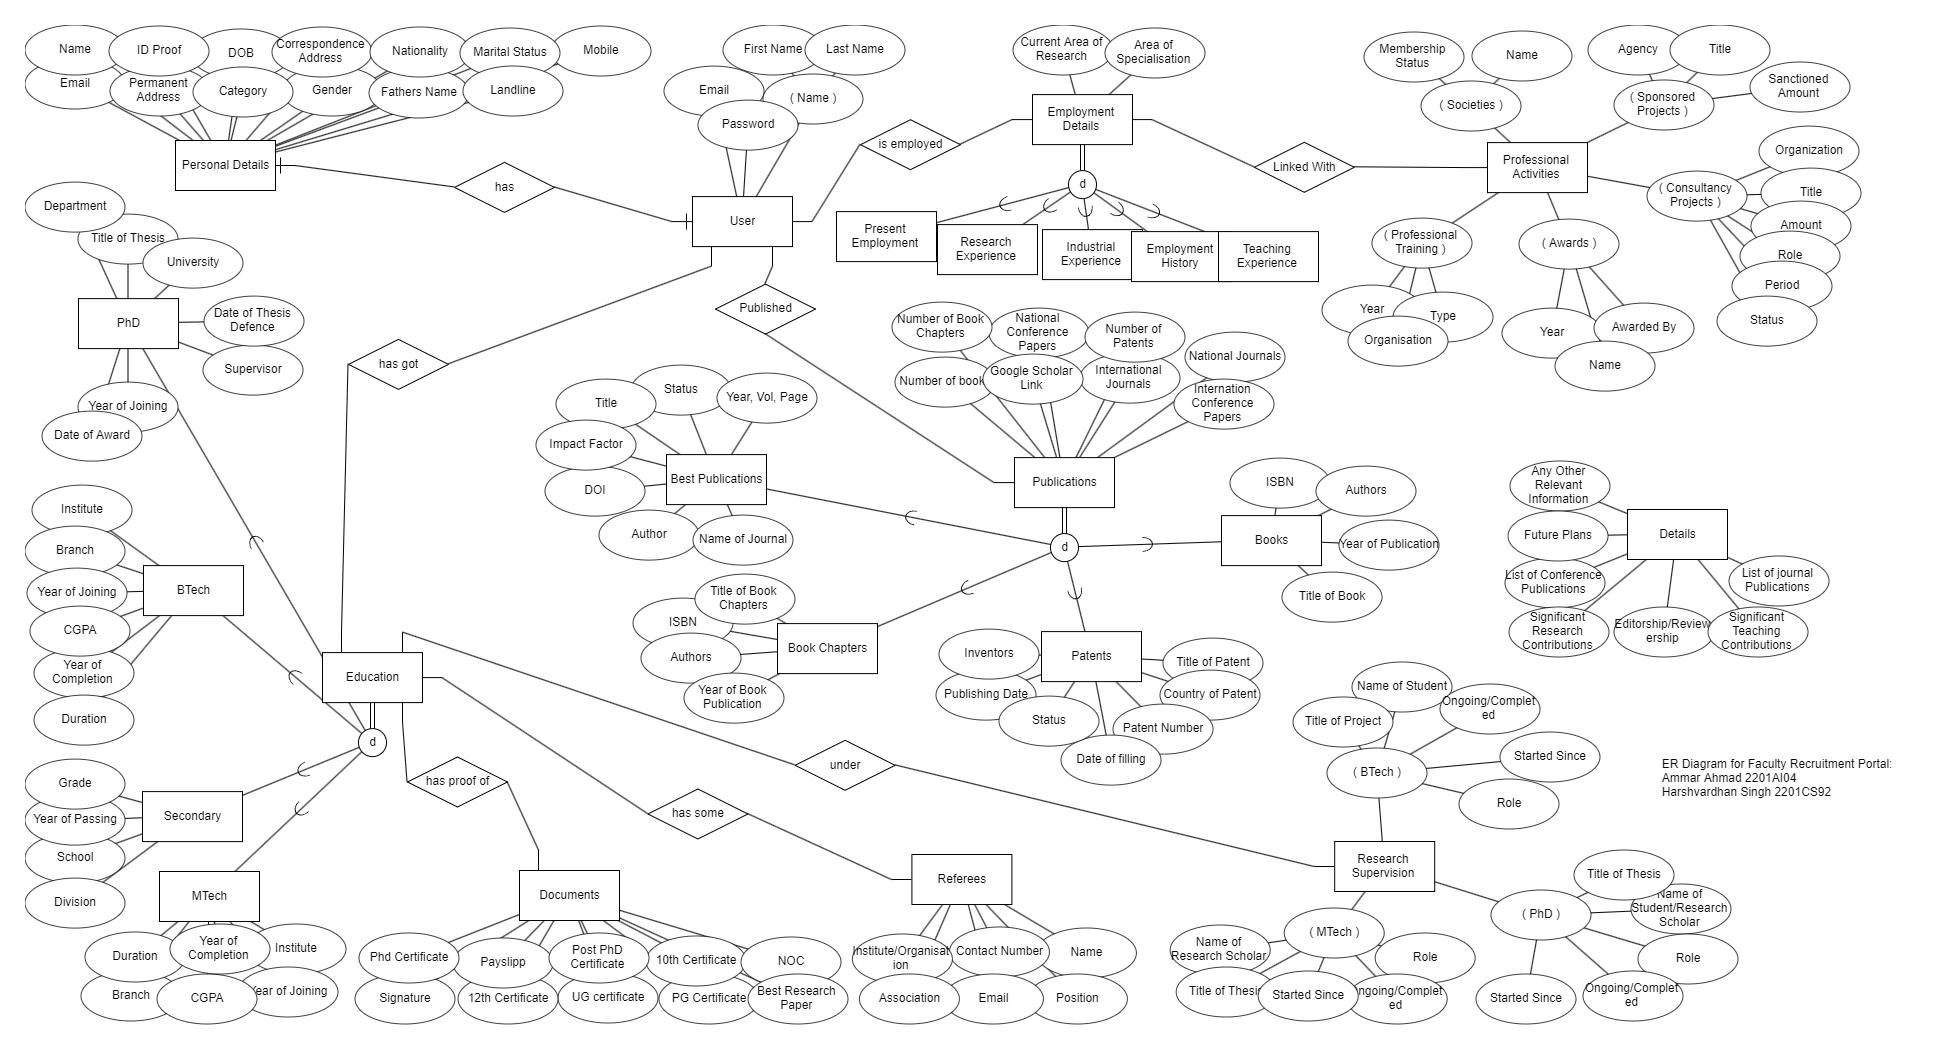 Name
ID Proof
DOB
Correspondence
Address
Nationality
Marital Status
Mobile
Email
Permanent
Address
Category
Gender
Fathers Name
Landline
Personal Details
has
First Name
Last Name
Email
( Name )
Password
User
is employed
Current Area of
Research
Area of
Specialisation
Employment
Details
d
Present
Employment
Research
Experience
Industrial
Experience
Employment
History
Teaching
Experience
Linked With
Membership
Status
Name
( Societies )
Agency
Title
Sanctioned
Amount
( Sponsored
Projects )
Professional
Activities
Organization
( Consultancy
Projects )
Title
Amount
Role
Period
Status
( Professional
Training )
Year
Type
Organisation
( Awards )
Year
Awarded By
Name
Department
Title of Thesis
University
PhD
Date of Thesis
Defence
Supervisor
Year of Joining
Date of Award
has got
Published
Number of Book
Chapters
National
Conference
Papers
Number of
Patents
National Journals
Number of book
Google Scholar
Link
International
Journals
Internation
Conference
Papers
Publications
d
Title
Status
Year, Vol, Page
Impact Factor
Best Publications
DOI
Author
Name of Journal
ISBN
Authors
Books
Year of Publication
Title of Book
Any Other
Relevant
Information
Future Plans
Details
List of Conference
Publications
List of journal
Publications
Significant
Research
Contributions
Editorship/Review
ership
Significant
Teaching
Contributions
Institute
Branch
Year of Joining
BTech
CGPA
Year of
Completion
Duration
Title of Book
Chapters
ISBN
Authors
Book Chapters
Year of Book
Publication
Inventors
Patents
Title of Patent
Publishing Date
Country of Patent
Status
Patent Number
Date of filling
Education
d
Name of Student
Title of Project
Ongoing/Complet
ed
( BTech )
Started Since
Role
ER Diagram for Faculty Recruitment Portal:
Ammar Ahmad 2201AI04
Harshvardhan Singh 2201CS92
Grade
Year of Passing
Secondary
School
Division
has proof of
has some
under
MTech
Duration
Year of
Completion
Institute
Branch
CGPA
Year of Joining
Documents
Phd Certificate
Payslipp
Post PhD
Certificate
10th Certificate
NOC
Signature
12th Certificate
UG certificate
PG Certificate
Best Research
Paper
Referees
Institute/Organisat
ion
Contact Number
Name
Association
Email
Position
Research
Supervision
( MTech )
Name of
Research Scholar
Role
Title of Thesis
Started Since
Ongoing/Complet
ed
( PhD )
Title of Thesis
Name of
Student/Research
Scholar
Role
Started Since
Ongoing/Complet
ed